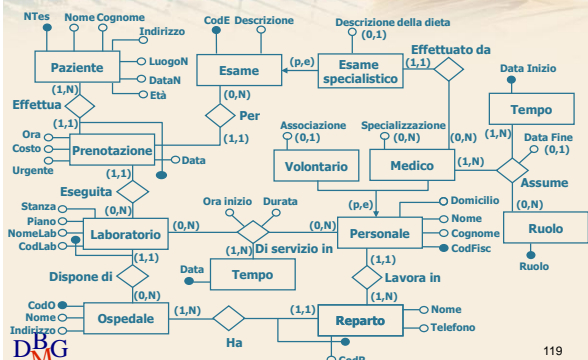 NTes Nome Cognome
Indirizzo
Paziente
LuogoN
DataN
Età
(1,N)
Effettua
(1,1)
CodE Descrizione
Esame
(p,e)
(0,N)
Per
(1,1)
Descrizione della dieta
(0,1)
Esame
specialistico
(1,1)
Effettuato da
(0,N)
Data Inizio
Tempo
(1,N)
Data Fine
(0,1)
Assume
(1,N)
(0,N)
Ruolo
Ruolo
Ora
Costo
Urgente
Prenotazione
Data
(1,1)
Eseguita
(0,N)
Associazione
(0,1)
Volontario
Specializzazione
(0,N)
Medico
(p,e)
Stanza
Piano
NomeLab
CodLab
Laboratorio
(0,N)
Ora inizio
Durata
(0,N)
Di servizio in
(1,N)
Data
Tempo
Personale
Domicilio
Nome
Cognome
CodFisc
(1,1)
Lavora in
(1,N)
(1,1)
Dispone di
(0,N)
CodO
Nome
Indirizzo
Ospedale
(1,N)
Ha
(1,1)
Reparto
Nome
Telefono
CodR
DBMG
119